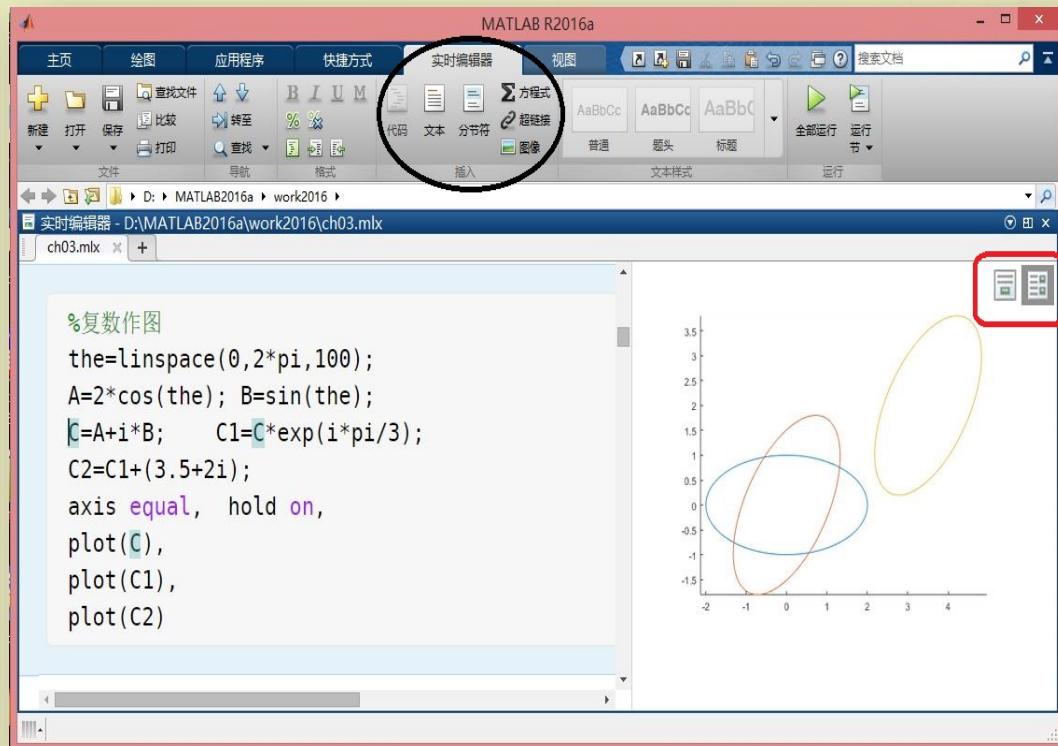 MATLAB R2016a
主页 绘图 应用程序 快捷方式 实时编辑器 视图 搜索文档
新建 打开 保存 查找文件 比较 打印 转至 查找 B I U M 代码 文本 分节符 方程式 超链接 图像 AaBbCc AaBbCc AaBbC 普通 题头 标题 全部运行 运行节
文件 导航 格式 插入 文本样式 运行
D: MATLAB2016a work2016
实时编辑器 - D:\MATLAB2016a\work2016\ch03.mlx
ch03.mlx
%复数作图
the=linspace(0,2*pi,100);
A=2*cos(the); B=sin(the);
C=A+i*B; C1=C*exp(i*pi/3);
C2=C1+(3.5+2i);
axis equal, hold on,
plot(C),
plot(C1),
plot(C2)
3.5
3
2.5
2
1.5
1
0.5
0
-0.5
-1
-1.5
-2 -1 0 1 2 3 4